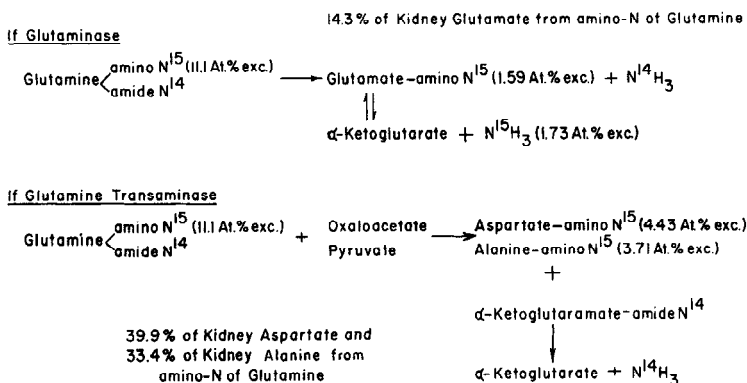 14.3% of Kidney Glutamate from amino-N of Glutamine
If Glutaminase
Glutamine < amino N¹⁵ (11.1 At.% exc.)
amide N¹⁴
→ Glutamate-amino N¹⁵ (1.59 At.% exc.) + N¹⁴H₃
⇌
α-Ketoglutarate + N¹⁵H₃ (1.73 At.% exc.)
If Glutamine Transaminase
Glutamine < amino N¹⁵ (11.1 At.% exc.)
amide N¹⁴
+ Oxaloacetate
Pyruvate
→ Aspartate-amino N¹⁵ (4.43 At.% exc.)
Alanine-amino N¹⁵ (3.71 At.% exc.)
+
α-Ketoglutaramate-amide N¹⁴
↓
α-Ketoglutarate + N¹⁴H₃
39.9% of Kidney Aspartate and
33.4% of Kidney Alanine from
amino-N of Glutamine